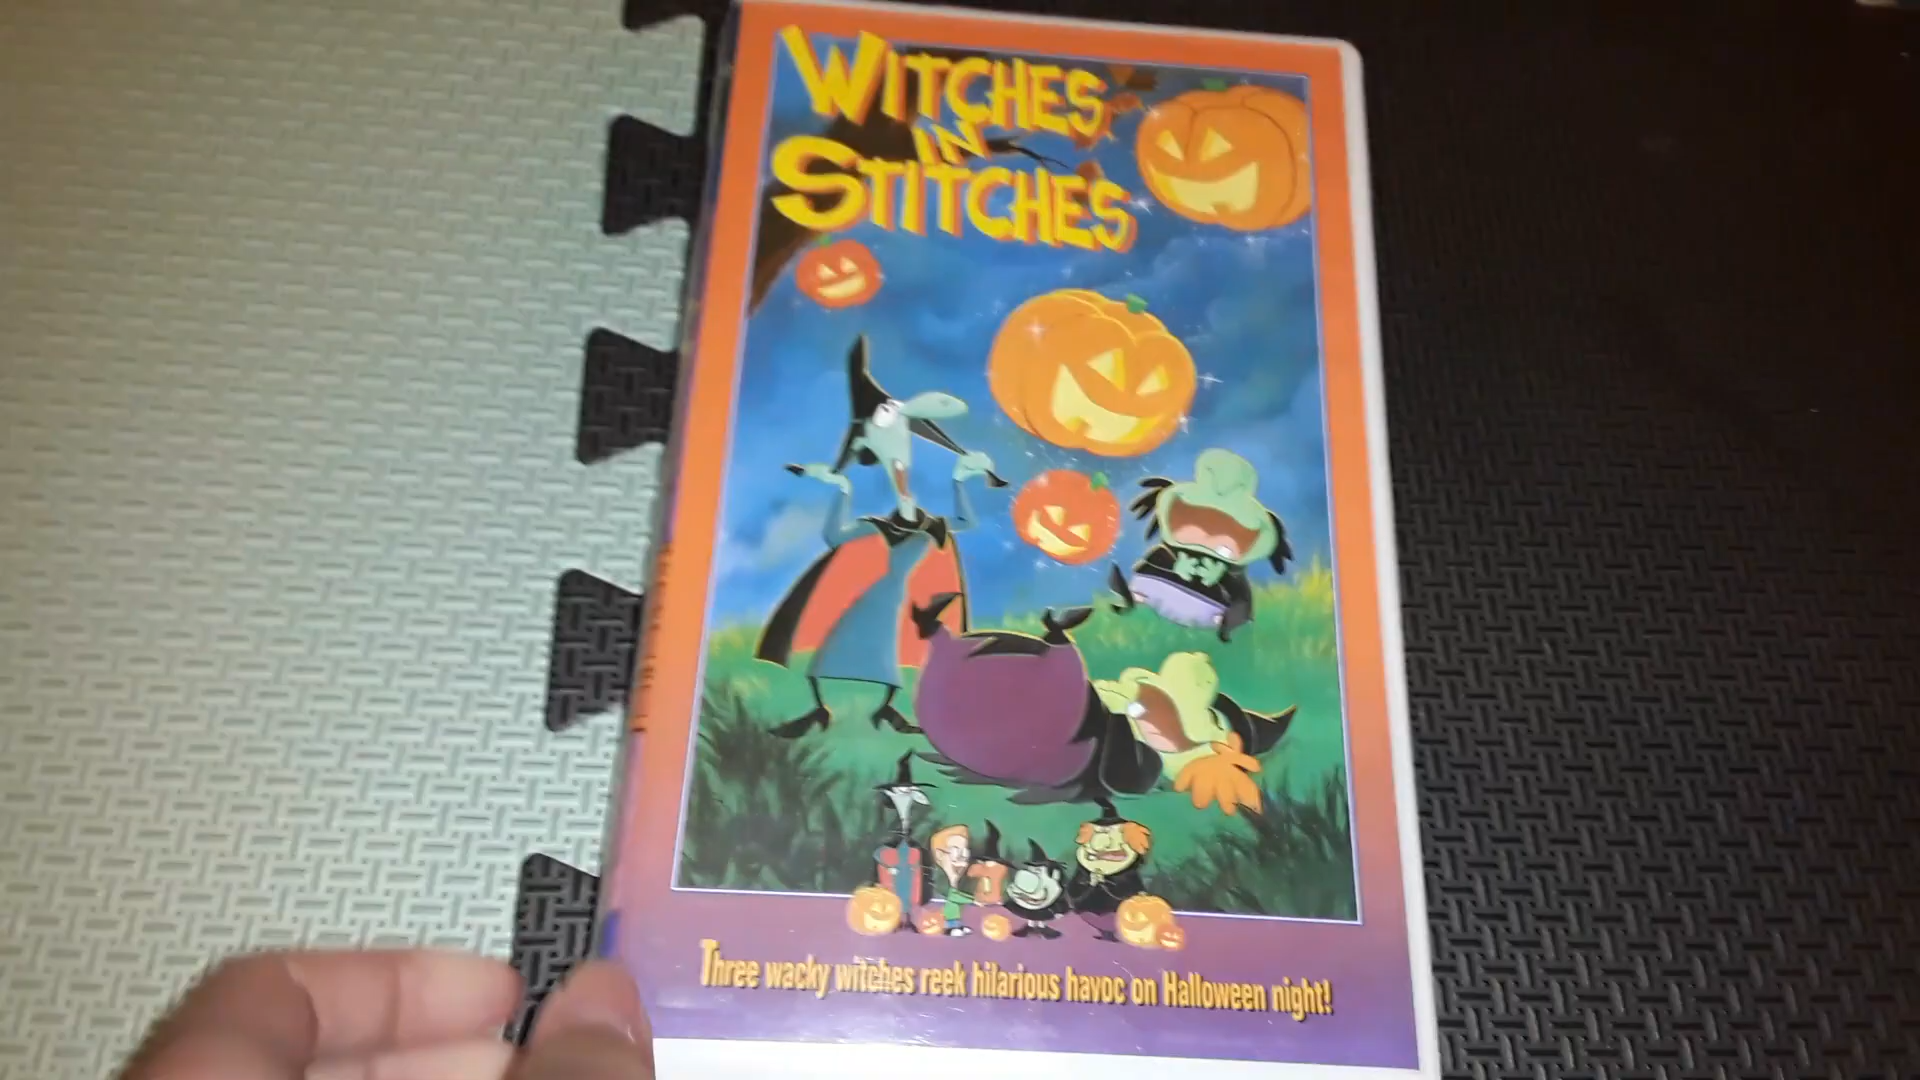 WITCHES
IN
STITCHES
Three wacky witches reek hilarious havoc on Halloween night!